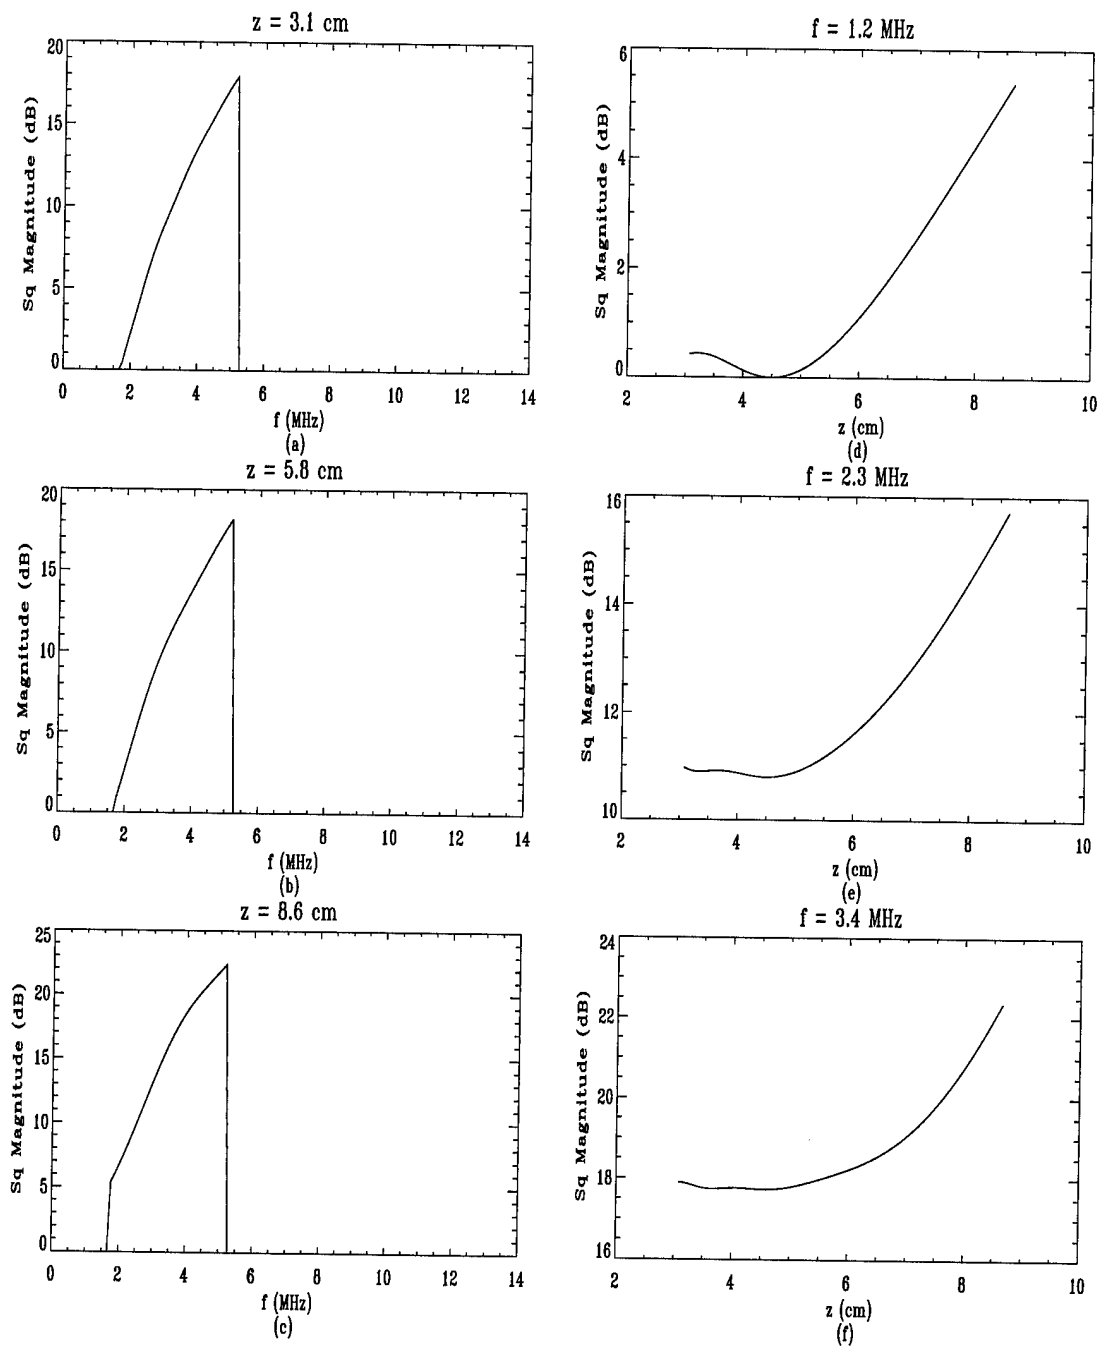 z = 3.1 cm
20
15
10
5
0
Sq Magnitude (dB)
0 2 4 6 8 10 12 14
f (MHz)
(a)
z = 5.8 cm
20
15
10
5
0
Sq Magnitude (dB)
0 2 4 6 8 10 12 14
f (MHz)
(b)
z = 8.6 cm
25
20
15
10
5
0
Sq Magnitude (dB)
0 2 4 6 8 10 12 14
f (MHz)
(c)
f = 1.2 MHz
6
4
2
0
Sq Magnitude (dB)
2 4 6 8 10
z (cm)
(d)
f = 2.3 MHz
16
14
12
10
Sq Magnitude (dB)
2 4 6 8 10
z (cm)
(e)
f = 3.4 MHz
24
22
20
18
16
Sq Magnitude (dB)
2 4 6 8 10
z (cm)
(f)